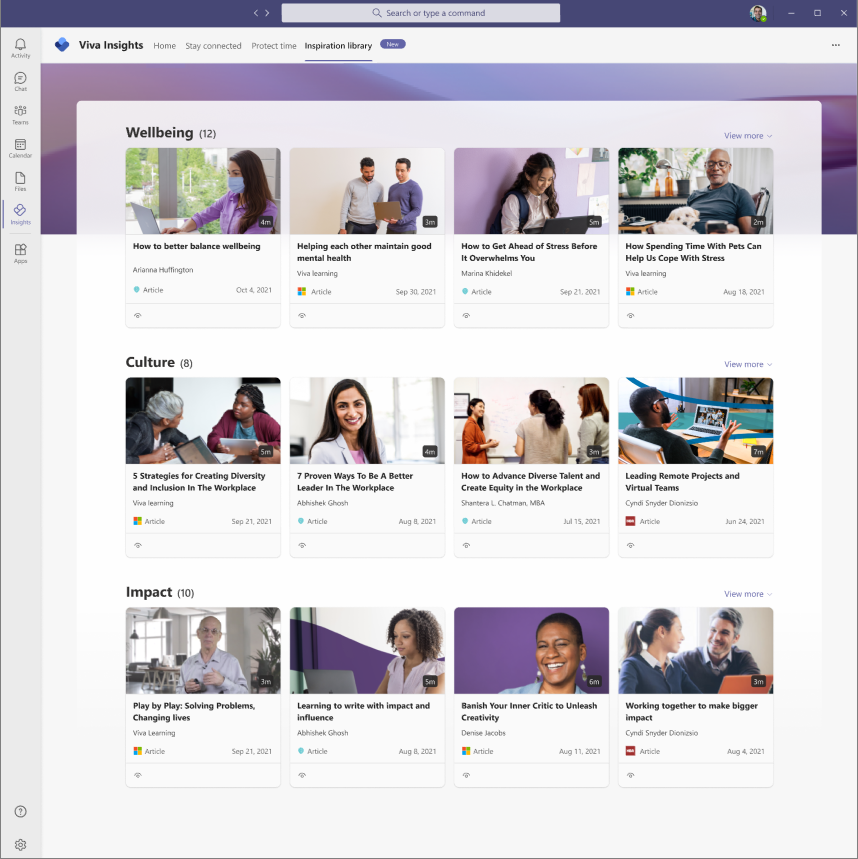 Search or type a command
Activity
Chat
Teams
Calendar
Files
Insights
Apps
Viva Insights Home Stay connected Protect time Inspiration library New
Wellbeing (12)
View more
4m
3m
5m
2m
How to better balance wellbeing
Arianna Huffington
Article Oct 4, 2021
Helping each other maintain good
mental health
Viva learning
Article Sep 30, 2021
How to Get Ahead of Stress Before
It Overwhelms You
Marina Khidekel
Article Sep 21, 2021
How Spending Time With Pets Can
Help Us Cope With Stress
Viva learning
Article Aug 18, 2021
Culture (8)
View more
5m
4m
3m
7m
5 Strategies for Creating Diversity
and Inclusion In The Workplace
Viva learning
Article Sep 21, 2021
7 Proven Ways To Be A Better
Leader In The Workplace
Abhishek Ghosh
Article Aug 8, 2021
How to Advance Diverse Talent and
Create Equity in the Workplace
Shantera L. Chatman, MBA
Article Jul 15, 2021
Leading Remote Projects and
Virtual Teams
Cyndi Snyder Dionizsio
Article Jun 24, 2021
Impact (10)
View more
3m
5m
6m
3m
Play by Play: Solving Problems,
Changing lives
Viva Learning
Article Sep 21, 2021
Learning to write with impact and
influence
Abhishek Ghosh
Article Aug 8, 2021
Banish Your Inner Critic to Unleash
Creativity
Denise Jacobs
Article Aug 11, 2021
Working together to make bigger
impact
Cyndi Snyder Dionizsio
Article Aug 4, 2021